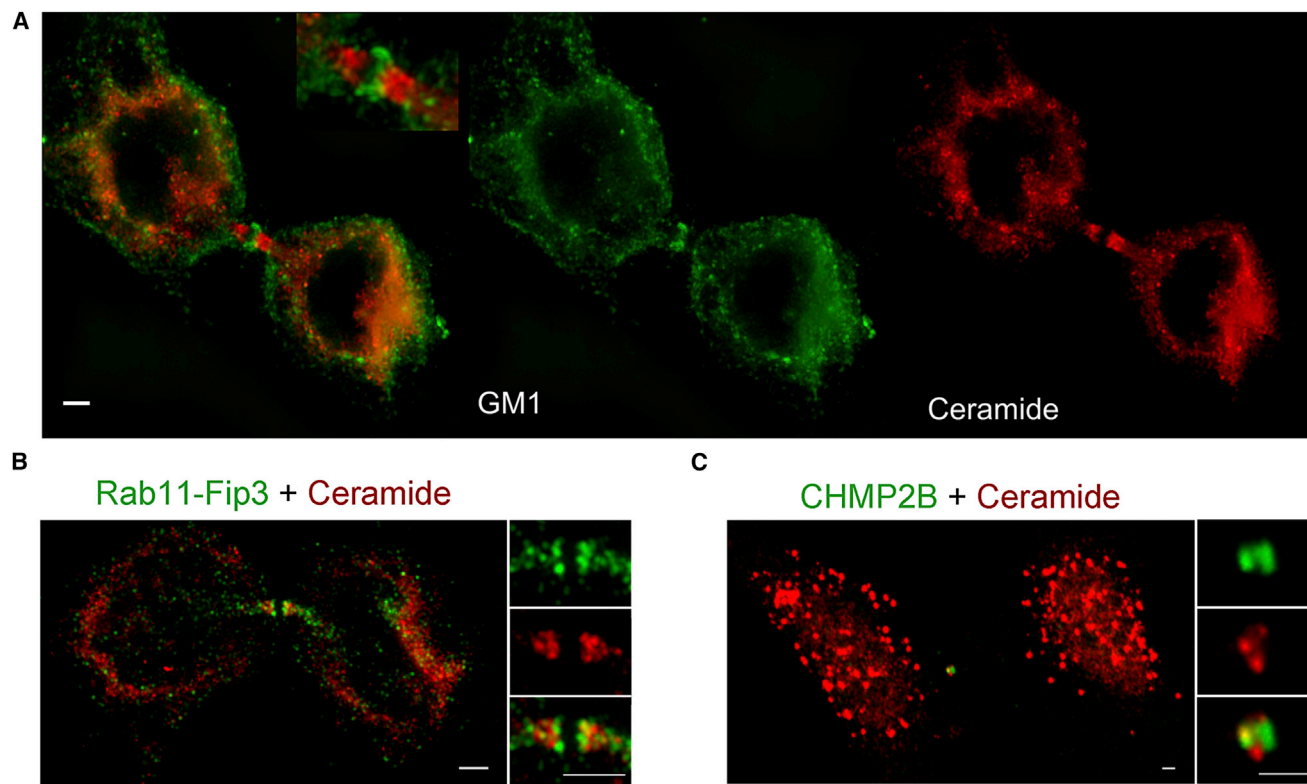 A
GM1
Ceramide
B
Rab11-Fip3 + Ceramide
C
CHMP2B + Ceramide